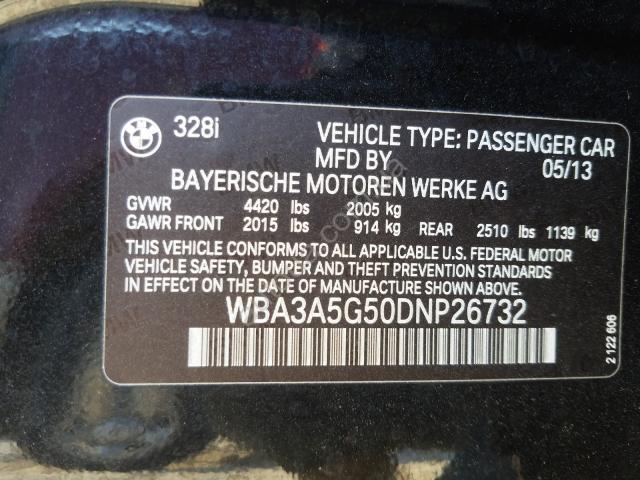 328i VEHICLE TYPE: PASSENGER CAR
MFD BY 05/13
BAYERISCHE MOTOREN WERKE AG
GVWR 4420 lbs 2005 kg
GAWR FRONT 2015 lbs 914 kg REAR 2510 lbs 1139 kg
THIS VEHICLE CONFORMS TO ALL APPLICABLE U.S. FEDERAL MOTOR
VEHICLE SAFETY, BUMPER AND THEFT PREVENTION STANDARDS
IN EFFECT ON THE DATE OF MANUFACTURE SHOWN ABOVE.
WBA3A5G50DNP26732
2 122 606